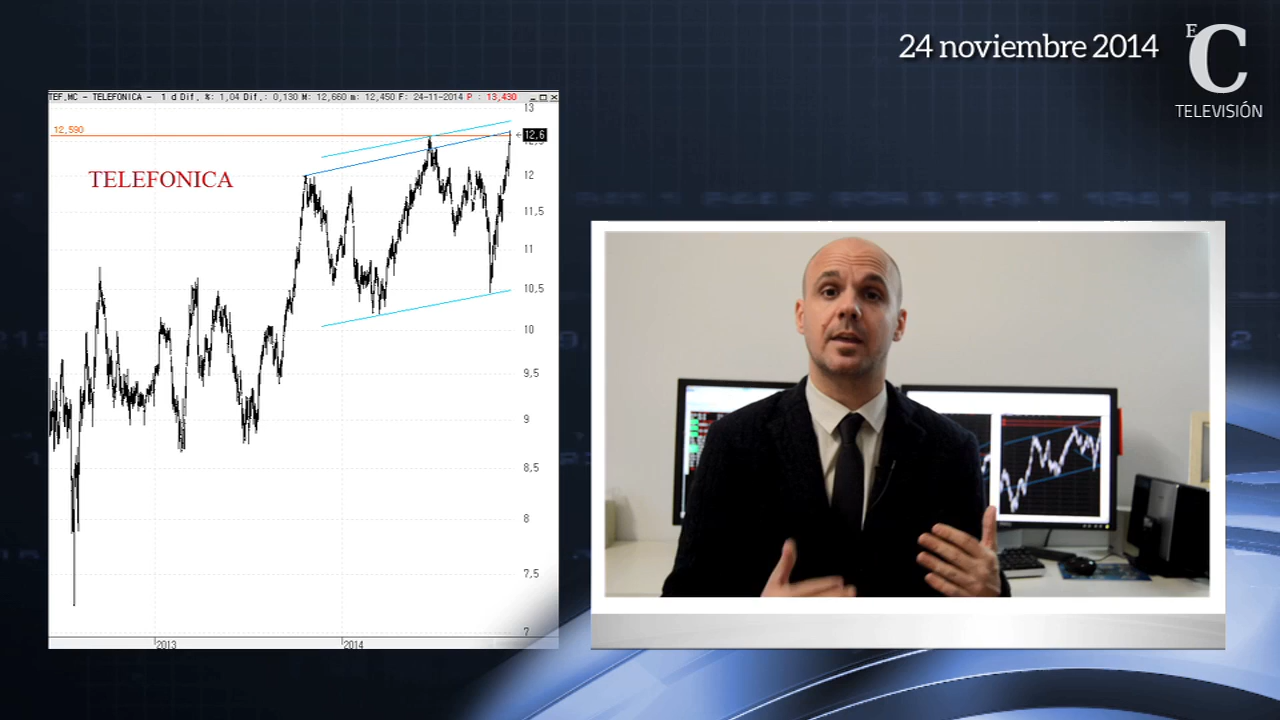 24 noviembre 2014
E
C
TELEVISIÓN
TEF.MC - TELEFONICA - 1 d Dif. %: 1,04 Dif.: 0,130 M: 12,660 m: 12,450 F: 24-11-2014 P : 13,430
13
12,590
12,6
12,5
TELEFONICA
12
11,5
11
10,5
10
9,5
9
8,5
8
7,5
7
2013
2014